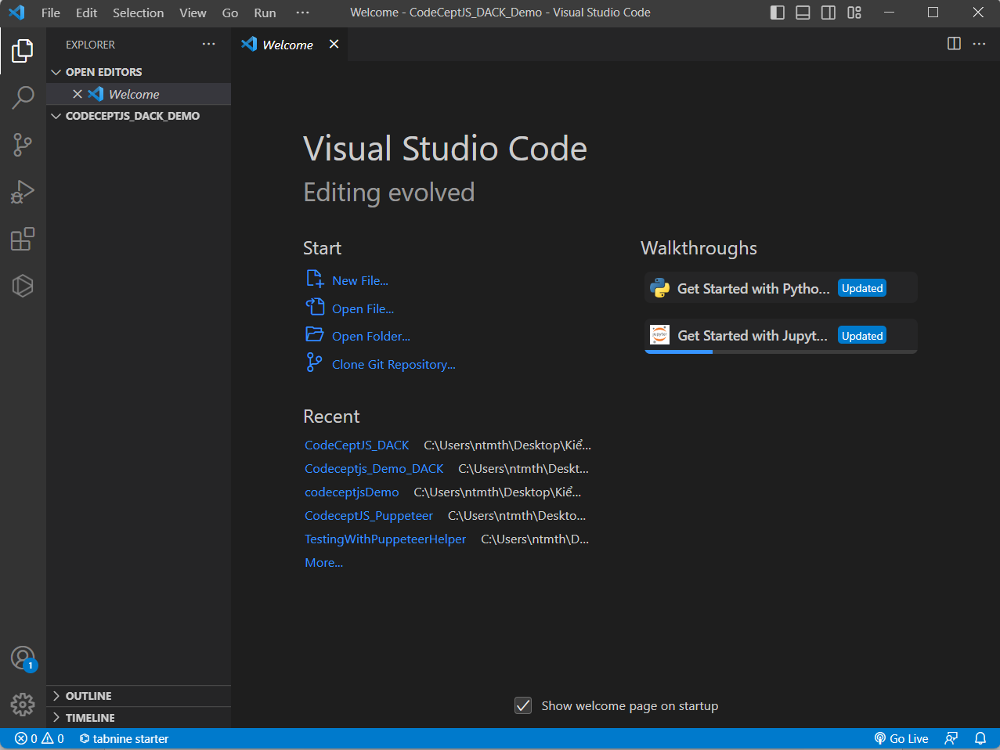 File Edit Selection View Go Run ··· Welcome - CodeCeptJS_DACK_Demo - Visual Studio Code
EXPLORER ···
Welcome
OPEN EDITORS
Welcome
CODECEPTJS_DACK_DEMO
Visual Studio Code
Editing evolved
Start
New File...
Open File...
Open Folder...
Clone Git Repository...
Recent
CodeCeptJS_DACK C:\Users\ntmth\Desktop\Kiể...
Codeceptjs_Demo_DACK C:\Users\ntmth\Deskt...
codeceptjsDemo C:\Users\ntmth\Desktop\Kiể...
CodeceptJS_Puppeteer C:\Users\ntmth\Deskto...
TestingWithPuppeteerHelper C:\Users\ntmth\D...
More...
Walkthroughs
Get Started with Pytho... Updated
jupyter Get Started with Jupyt... Updated
Show welcome page on startup
1
OUTLINE
TIMELINE
0 0 tabnine starter Go Live